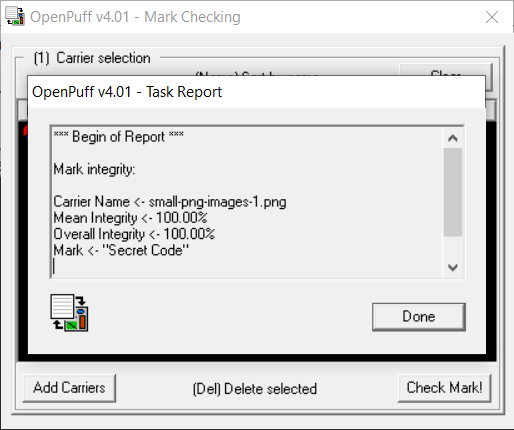 OpenPuff v4.01 - Mark Checking
(1) Carrier selection
OpenPuff v4.01 - Task Report
*** Begin of Report ***
Mark integrity:
Carrier Name <- small-png-images-1.png
Mean Integrity <- 100.00%
Overall Integrity <- 100.00%
Mark <- "Secret Code"
Done
Add Carriers
(Del) Delete selected
Check Mark!